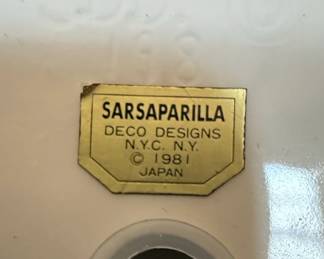 SARSAPARILLA
DECO DESIGNS
N.Y.C. N.Y.
© 1981
JAPAN